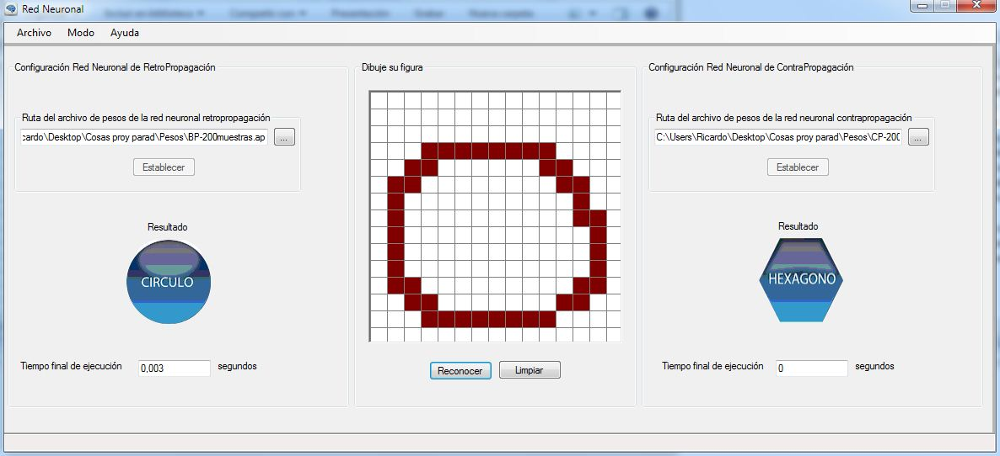 Red Neuronal
Archivo Modo Ayuda
Configuración Red Neuronal de RetroPropagación
Ruta del archivo de pesos de la red neuronal retropropagación
cardo\Desktop\Cosas proy parad\Pesos\BP-200muestras.ap
...
Establecer
Resultado
CIRCULO
Tiempo final de ejecución 0,003 segundos
Dibuje su figura
Reconocer Limpiar
Configuración Red Neuronal de ContraPropagación
Ruta del archivo de pesos de la red neuronal contrapropagación
C:\Users\Ricardo\Desktop\Cosas proy parad\Pesos\CP-200
...
Establecer
Resultado
HEXAGONO
Tiempo final de ejecución 0 segundos